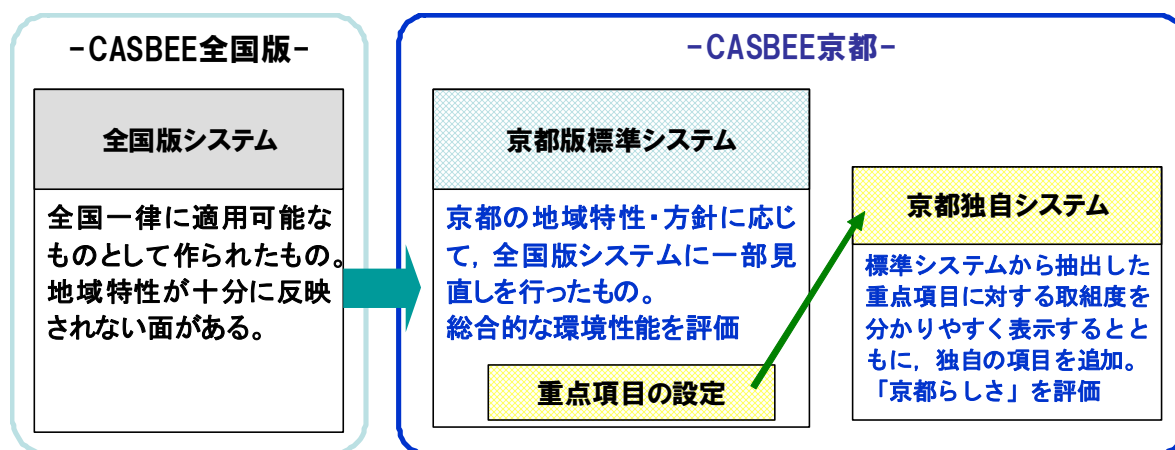 -CASBEE全国版-
全国版システム
全国一律に適用可能な
ものとして作られたもの。
地域特性が十分に反映
されない面がある。
-CASBEE京都-
京都版標準システム
京都の地域特性・方針に応じ
て，全国版システムに一部見
直しを行ったもの。
総合的な環境性能を評価
重点項目の設定
京都独自システム
標準システムから抽出した
重点項目に対する取組度を
分かりやすく表示するとと
もに，独自の項目を追加。
「京都らしさ」を評価